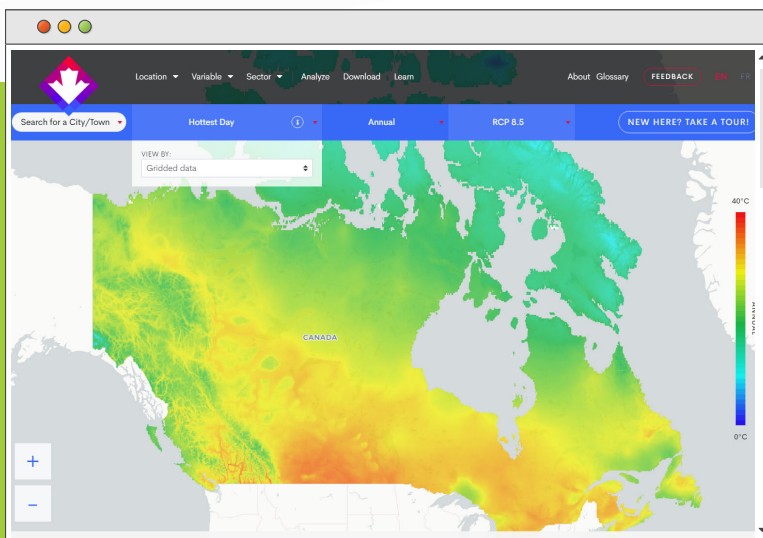 Location Variable Sector Analyze Download Learn About Glossary FEEDBACK EN FR
Search for a City/Town Hottest Day i Annual RCP 8.5 NEW HERE? TAKE A TOUR!
VIEW BY:
Gridded data
40°C
ANNUAL
CANADA
0°C
+
−